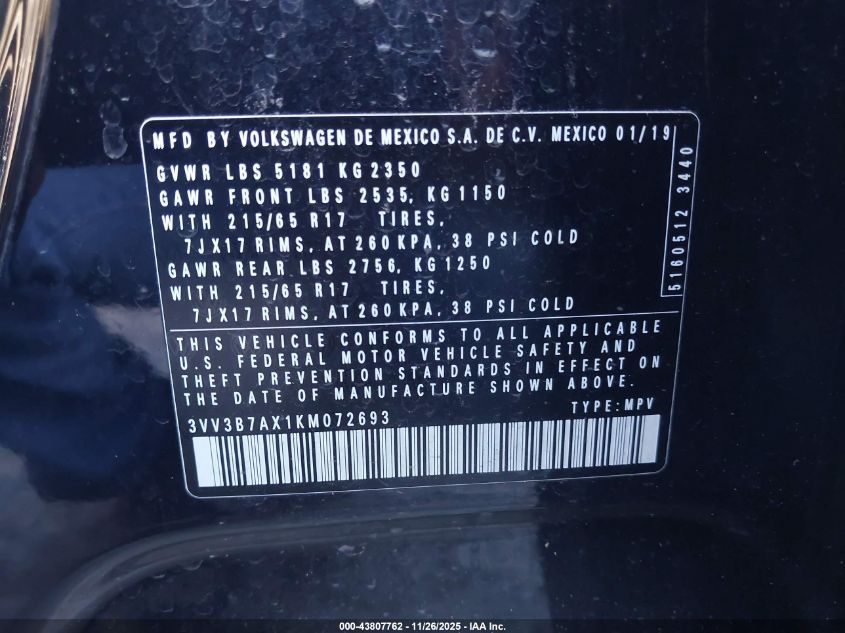 MFD BY VOLKSWAGEN DE MEXICO S.A. DE C.V. MEXICO 01/19
GVWR LBS 5181 KG 2350
GAWR FRONT LBS 2535, KG 1150
WITH 215/65 R17 TIRES,
7JX17 RIMS, AT 260 KPA, 38 PSI COLD
GAWR REAR LBS 2756, KG 1250
WITH 215/65 R17 TIRES,
7JX17 RIMS, AT 260 KPA, 38 PSI COLD
5160512 3440
THIS VEHICLE CONFORMS TO ALL APPLICABLE
U.S. FEDERAL MOTOR VEHICLE SAFETY AND
THEFT PREVENTION STANDARDS IN EFFECT ON
THE DATE OF MANUFACTURE SHOWN ABOVE.
3VV3B7AX1KM072693 TYPE:MPV
000-43807762 - 11/26/2025 - IAA Inc.